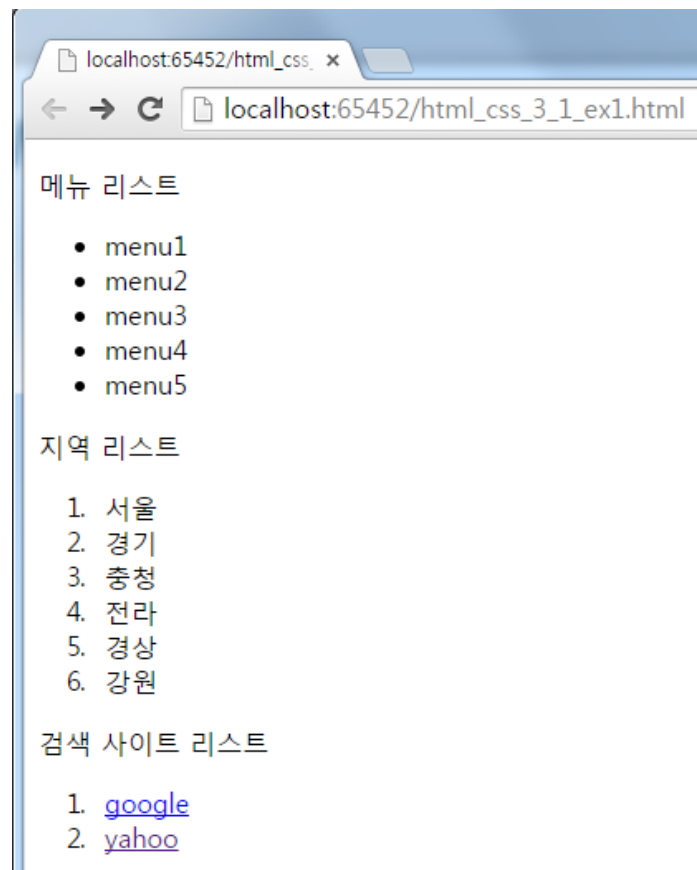 localhost:65452/html_css_
localhost:65452/html_css_3_1_ex1.html
메뉴 리스트
• menu1
• menu2
• menu3
• menu4
• menu5
지역 리스트
1. 서울
2. 경기
3. 충청
4. 전라
5. 경상
6. 강원
검색 사이트 리스트
1. google
2. yahoo